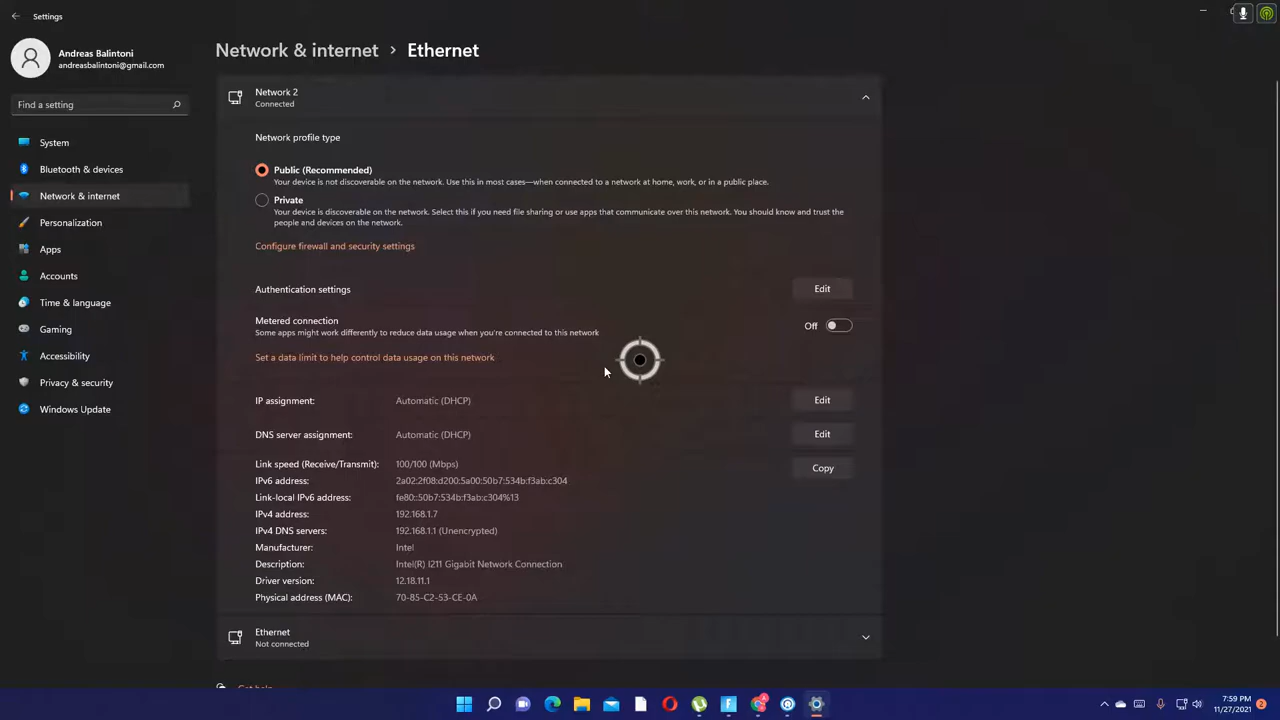 Settings
Andreas Balintoni
andreasbalintoni@gmail.com
Find a setting
System
Bluetooth & devices
Network & internet
Personalization
Apps
Accounts
Time & language
Gaming
Accessibility
Privacy & security
Windows Update
Network & internet > Ethernet
Network 2
Connected
Network profile type
Public (Recommended)
Your device is not discoverable on the network. Use this in most cases—when connected to a network at home, work, or in a public place.
Private
Your device is discoverable on the network. Select this if you need file sharing or use apps that communicate over this network. You should know and trust the
people and devices on the network.
Configure firewall and security settings
Authentication settings Edit
Metered connection
Some apps might work differently to reduce data usage when you're connected to this network
Off
Set a data limit to help control data usage on this network
IP assignment: Automatic (DHCP) Edit
DNS server assignment: Automatic (DHCP) Edit
Link speed (Receive/Transmit): 100/100 (Mbps) Copy
IPv6 address: 2a02:2f08:d200:5a00:50b7:534b:f3ab:c304
Link-local IPv6 address: fe80::50b7:534b:f3ab:c304%13
IPv4 address: 192.168.1.7
IPv4 DNS servers: 192.168.1.1 (Unencrypted)
Manufacturer: Intel
Description: Intel(R) I211 Gigabit Network Connection
Driver version: 12.18.11.1
Physical address (MAC): 70-85-C2-53-CE-0A
Ethernet
Not connected
Get help
7:59 PM
11/27/2021
2